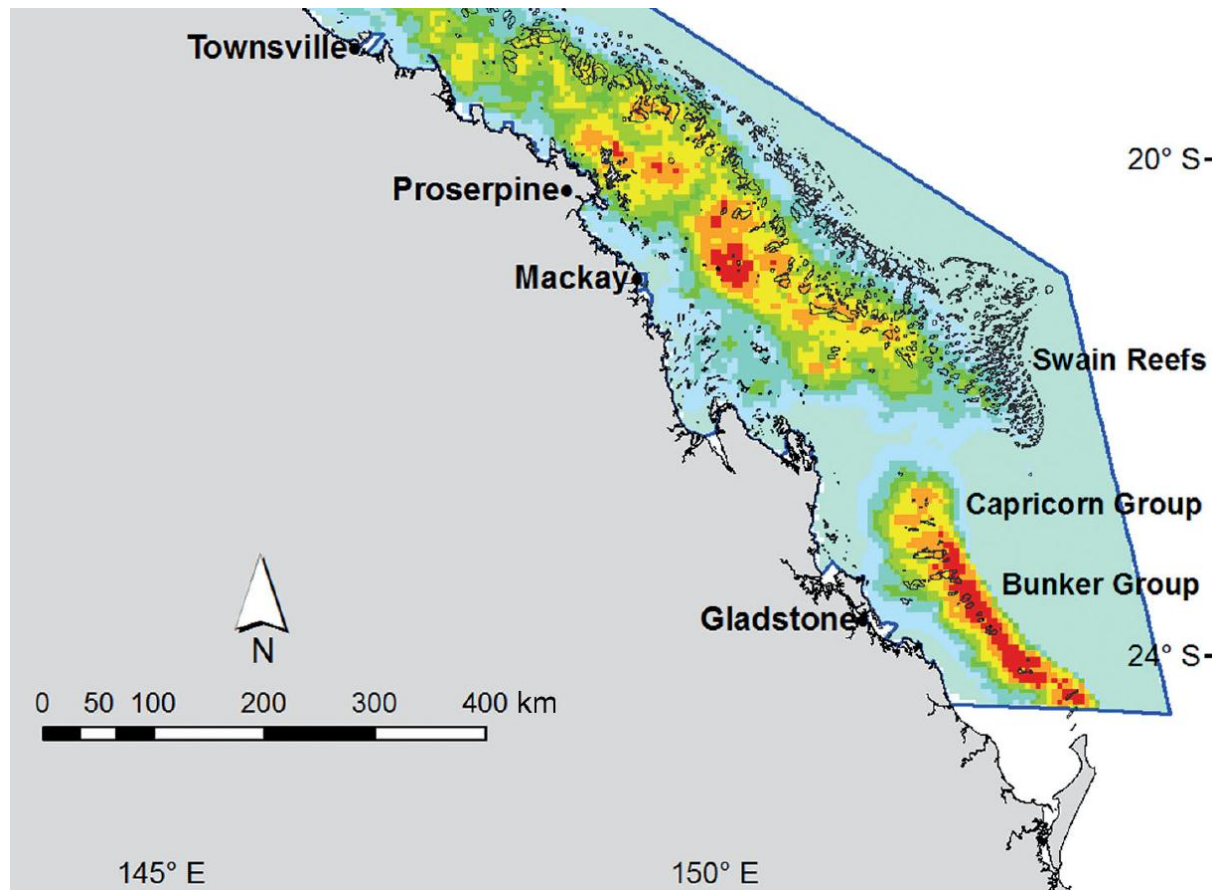 Townsville
20° S
Proserpine
Mackay
Swain Reefs
Capricorn Group
Bunker Group
Gladstone
24° S
N
0 50 100 200 300 400 km
145° E 150° E